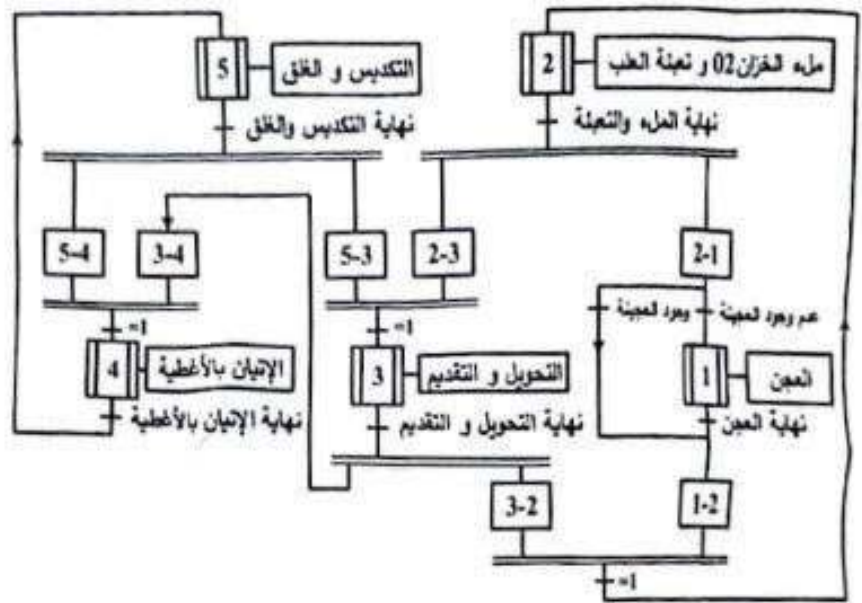 5
التكديس و الغلق
2
ملء الخزان02 و تعبئة العلب
نهاية التكديس والغلق
نهاية الملء والتعبئة
5-4
3-4
5-3
2-3
2-1
وجود العجينة
عدم وجود العجينة
=1
=1
4
الإتيان بالأغطية
3
التحويل و التقديم
1
العجن
نهاية الإتيان بالأغطية
نهاية التحويل و التقديم
نهاية العجن
3-2
1-2
=1